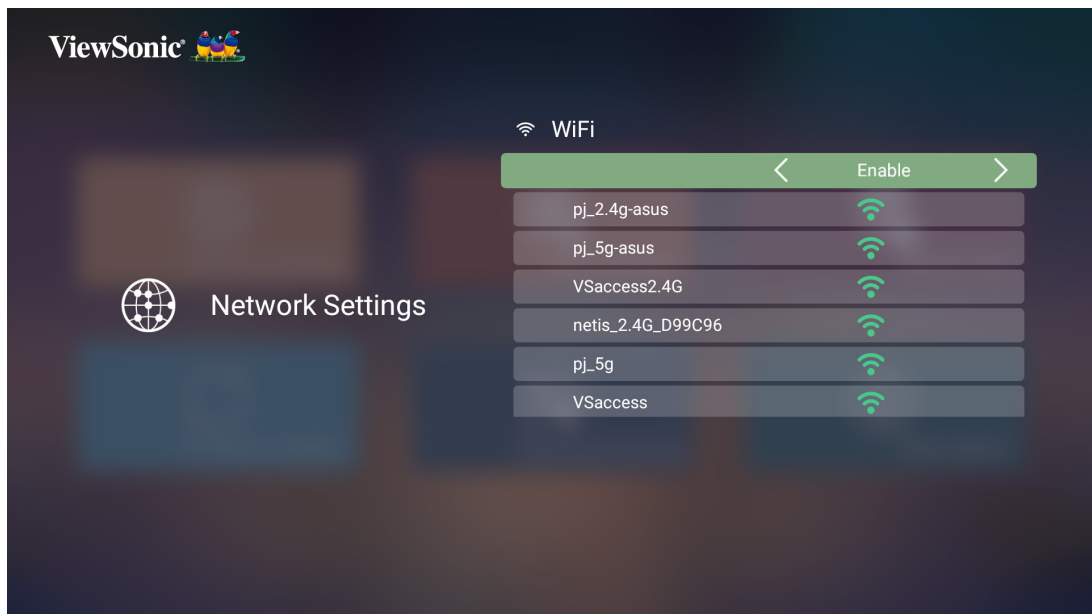 ViewSonic®
WiFi
Enable
pj_2.4g-asus
pj_5g-asus
VSaccess2.4G
Network Settings
netis_2.4G_D99C96
pj_5g
VSaccess